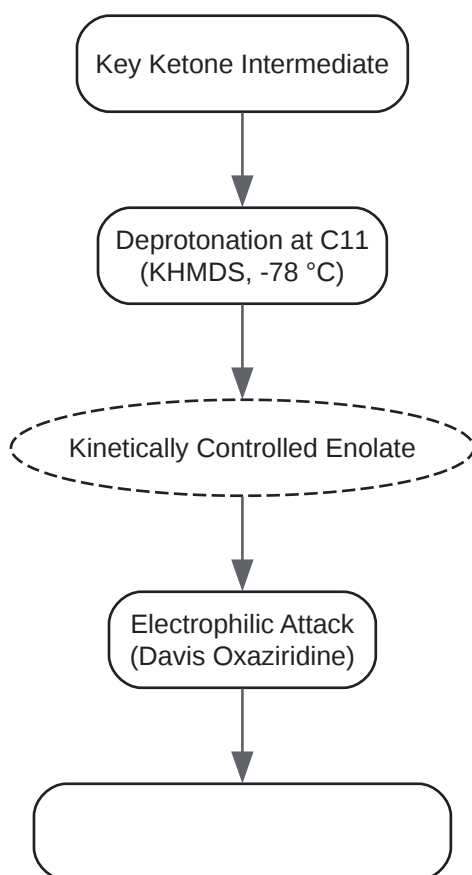 Key Ketone Intermediate
Deprotonation at C11
(KHMDS, -78 °C)
Kinetically Controlled Enolate
Electrophilic Attack
(Davis Oxaziridine)